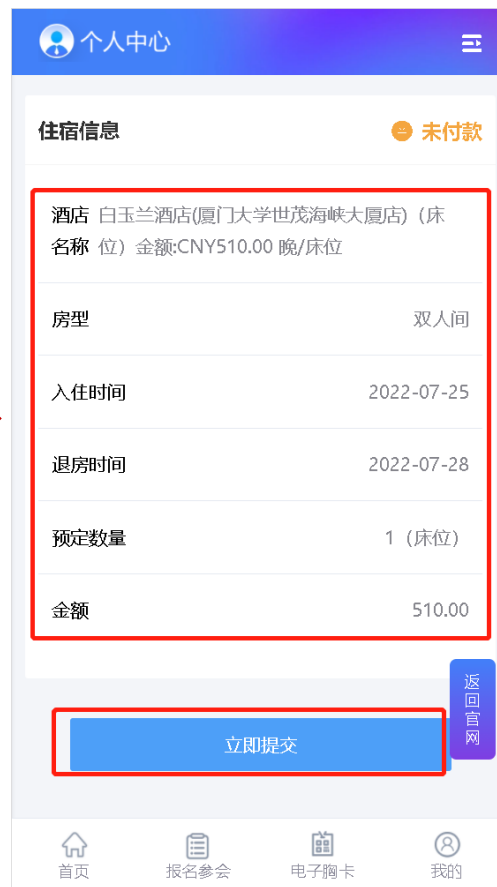 个人中心
住宿信息
未付款
酒店 白玉兰酒店(厦门大学世茂海峡大厦店)（床
名称 位）金额:CNY510.00 晚/床位
房型 双人间
入住时间 2022-07-25
退房时间 2022-07-28
预定数量 1（床位）
金额 510.00
返回官网
立即提交
首页 报名参会 电子胸卡 我的